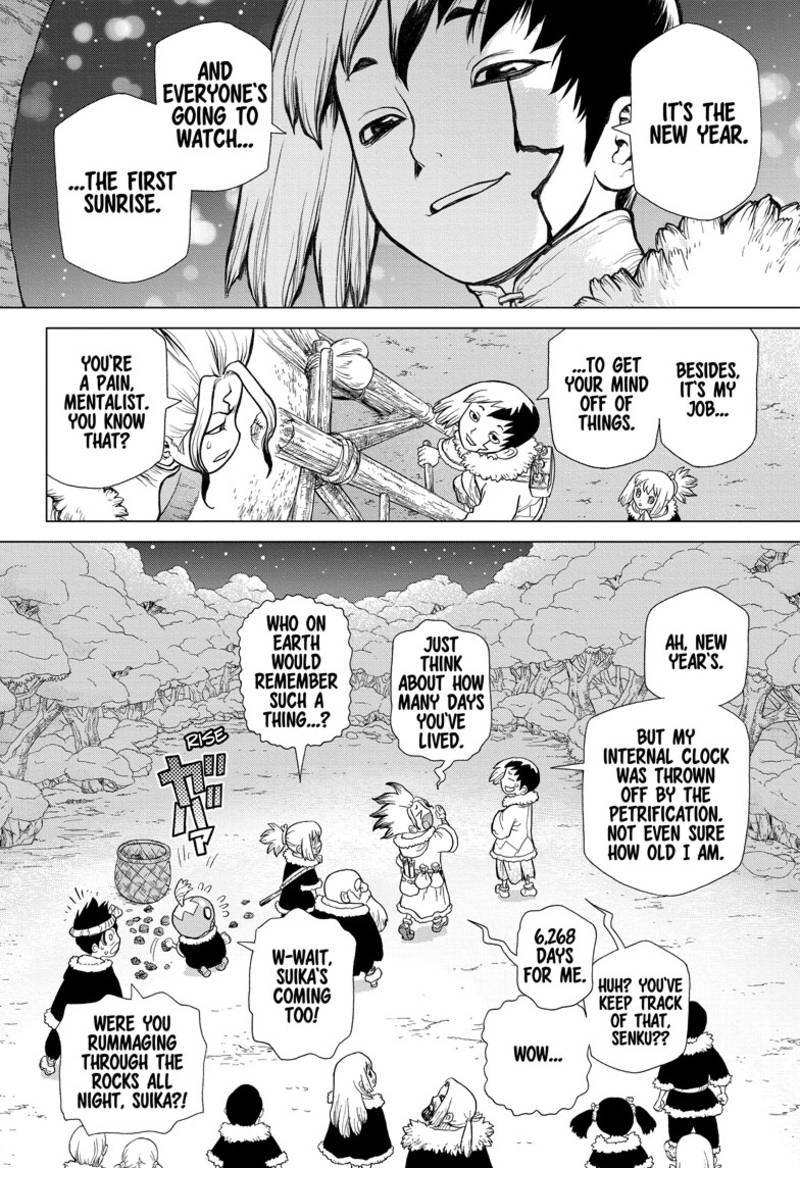 IT'S THE
NEW YEAR.
AND
EVERYONE'S
GOING TO
WATCH...
...THE FIRST
SUNRISE.
BESIDES,
IT'S MY
JOB...
...TO GET
YOUR MIND
OFF OF
THINGS.
YOU'RE
A PAIN,
MENTALIST.
YOU KNOW
THAT?
AH, NEW
YEAR'S.
BUT MY
INTERNAL CLOCK
WAS THROWN
OFF BY THE
PETRIFICATION.
NOT EVEN SURE
HOW OLD I AM.
JUST
THINK
ABOUT HOW
MANY DAYS
YOU'VE
LIVED.
WHO ON
EARTH
WOULD
REMEMBER
SUCH A
THING...?
6,268
DAYS
FOR ME.
HUH? YOU'VE
KEEP TRACK
OF THAT,
SENKU??
WOW...
RISE
ガバァ
W-WAIT,
SUIKA'S
COMING
TOO!
WERE YOU
RUMMAGING
THROUGH THE
ROCKS ALL
NIGHT, SUIKA?!